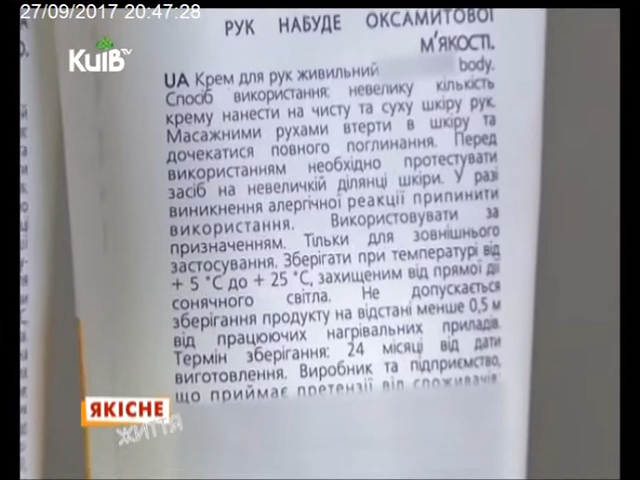 27/09/2017 20:47:28
КиїВ TV
РУК НАБУДЕ ОКСАМИТОВОЇ
М'ЯКОСТІ.
UA Крем для рук живильний body.
Спосіб використання: невелику кількість
крему нанести на чисту та суху шкіру рук.
Масажними рухами втерти в шкіру та
дочекатися повного поглинання. Перед
використанням необхідно протестувати
засіб на невеличкій ділянці шкіри. У разі
виникнення алергічної реакції припинити
використання. Використовувати за
призначенням. Тільки для зовнішнього
застосування. Зберігати при температурі від
+ 5 °С до + 25 °С, захищеним від прямої дії
сонячного світла. Не допускається
зберігання продукту на відстані менше 0,5 м
від працюючих нагрівальних приладів.
Термін зберігання: 24 місяці від дати
виготовлення. Виробник та підприємство,
що приймає претензії від споживачів:
ЯКІСНЕ
ЖИТТЯ